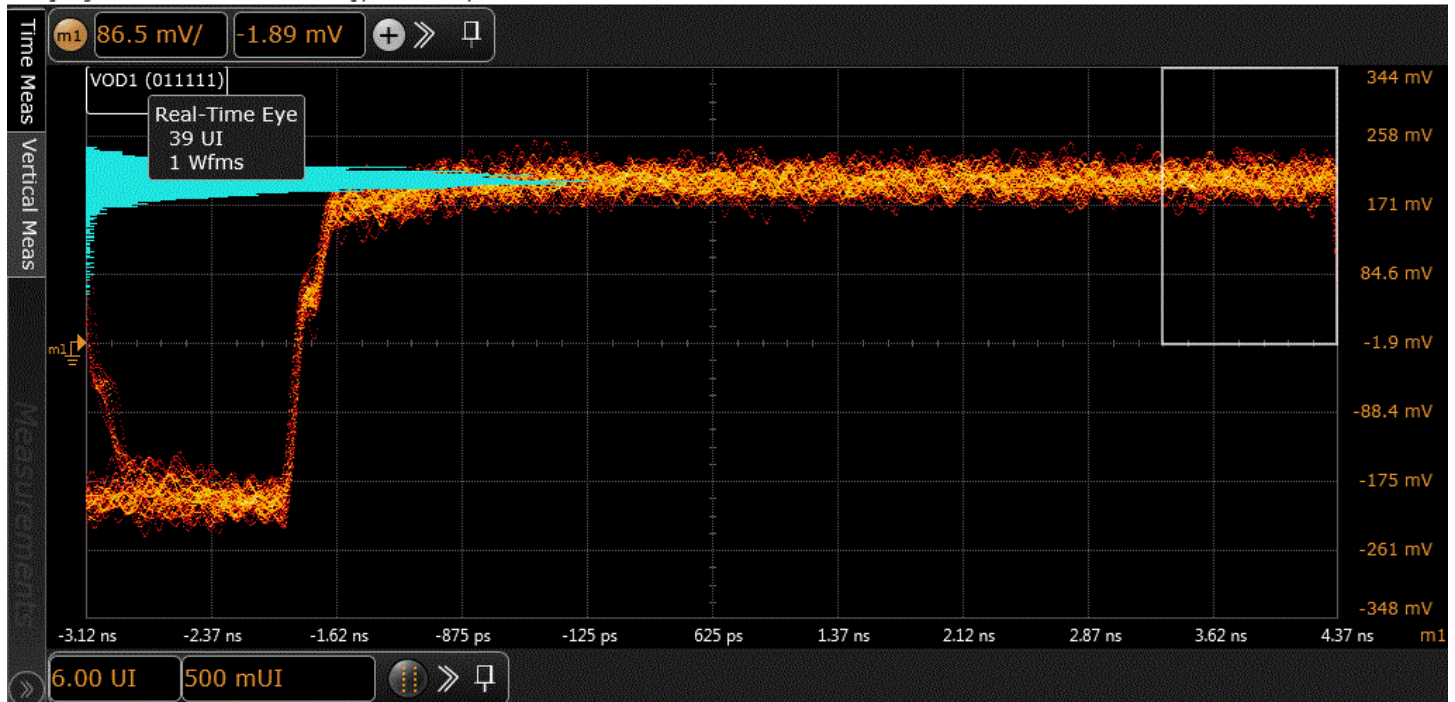 Time Meas
Vertical Meas
Measurements
m1 86.5 mV/ -1.89 mV
VOD1 (011111)
Real-Time Eye
39 UI
1 Wfms
344 mV
258 mV
171 mV
84.6 mV
m1 -1.9 mV
-88.4 mV
-175 mV
-261 mV
-348 mV
-3.12 ns -2.37 ns -1.62 ns -875 ps -125 ps 625 ps 1.37 ns 2.12 ns 2.87 ns 3.62 ns 4.37 ns m1
6.00 UI 500 mUI